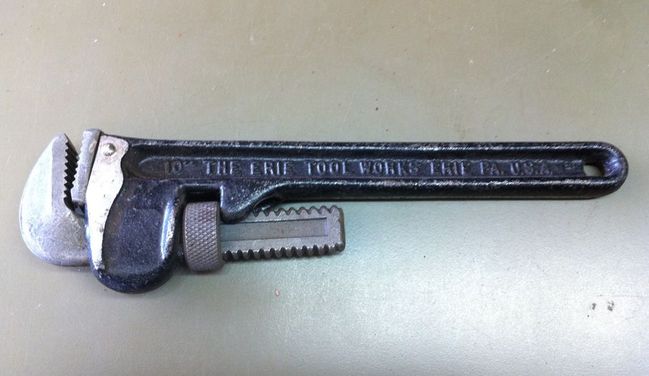 10" THE ERIE TOOL WORKS ERIE PA. U.S.A.